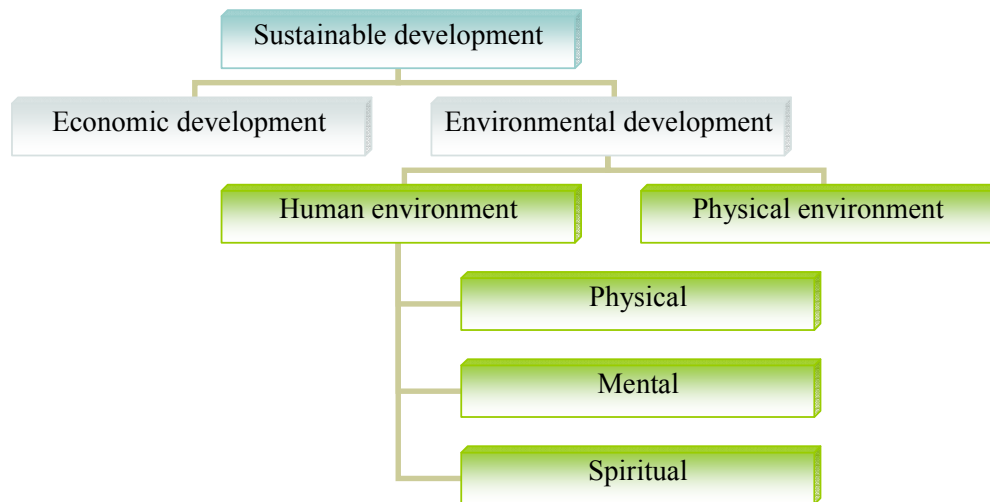 Sustainable development
Economic development
Environmental development
Human environment
Physical environment
Physical
Mental
Spiritual